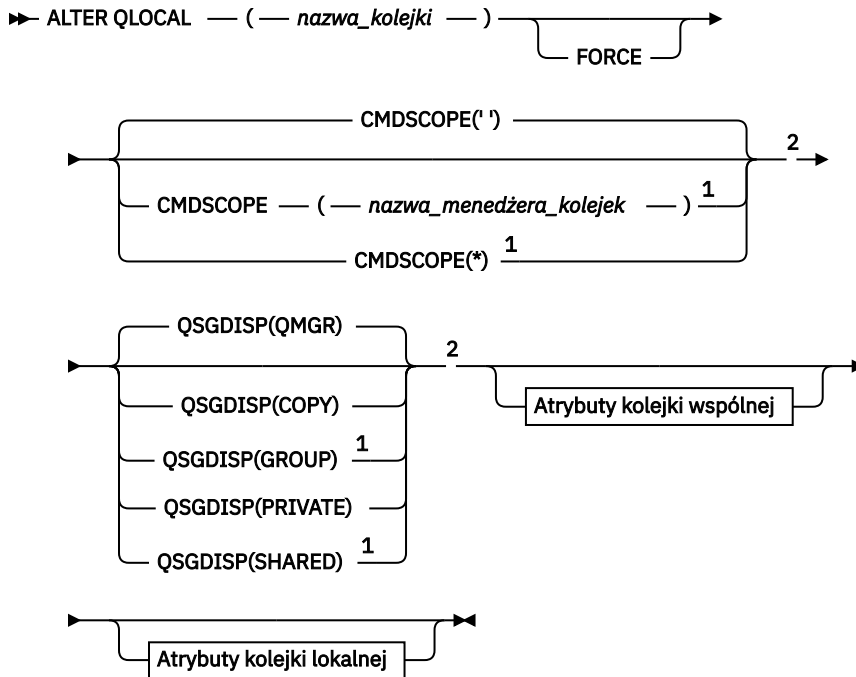 ALTER QLOCAL ( nazwa_kolejki )
FORCE
CMDSCOPE(' ')
2
CMDSCOPE ( nazwa_menedżera_kolejek ) 1
CMDSCOPE(*) 1
QSGDISP(QMGR)
2
QSGDISP(COPY)
Atrybuty kolejki wspólnej
QSGDISP(GROUP) 1
QSGDISP(PRIVATE)
QSGDISP(SHARED) 1
Atrybuty kolejki lokalnej